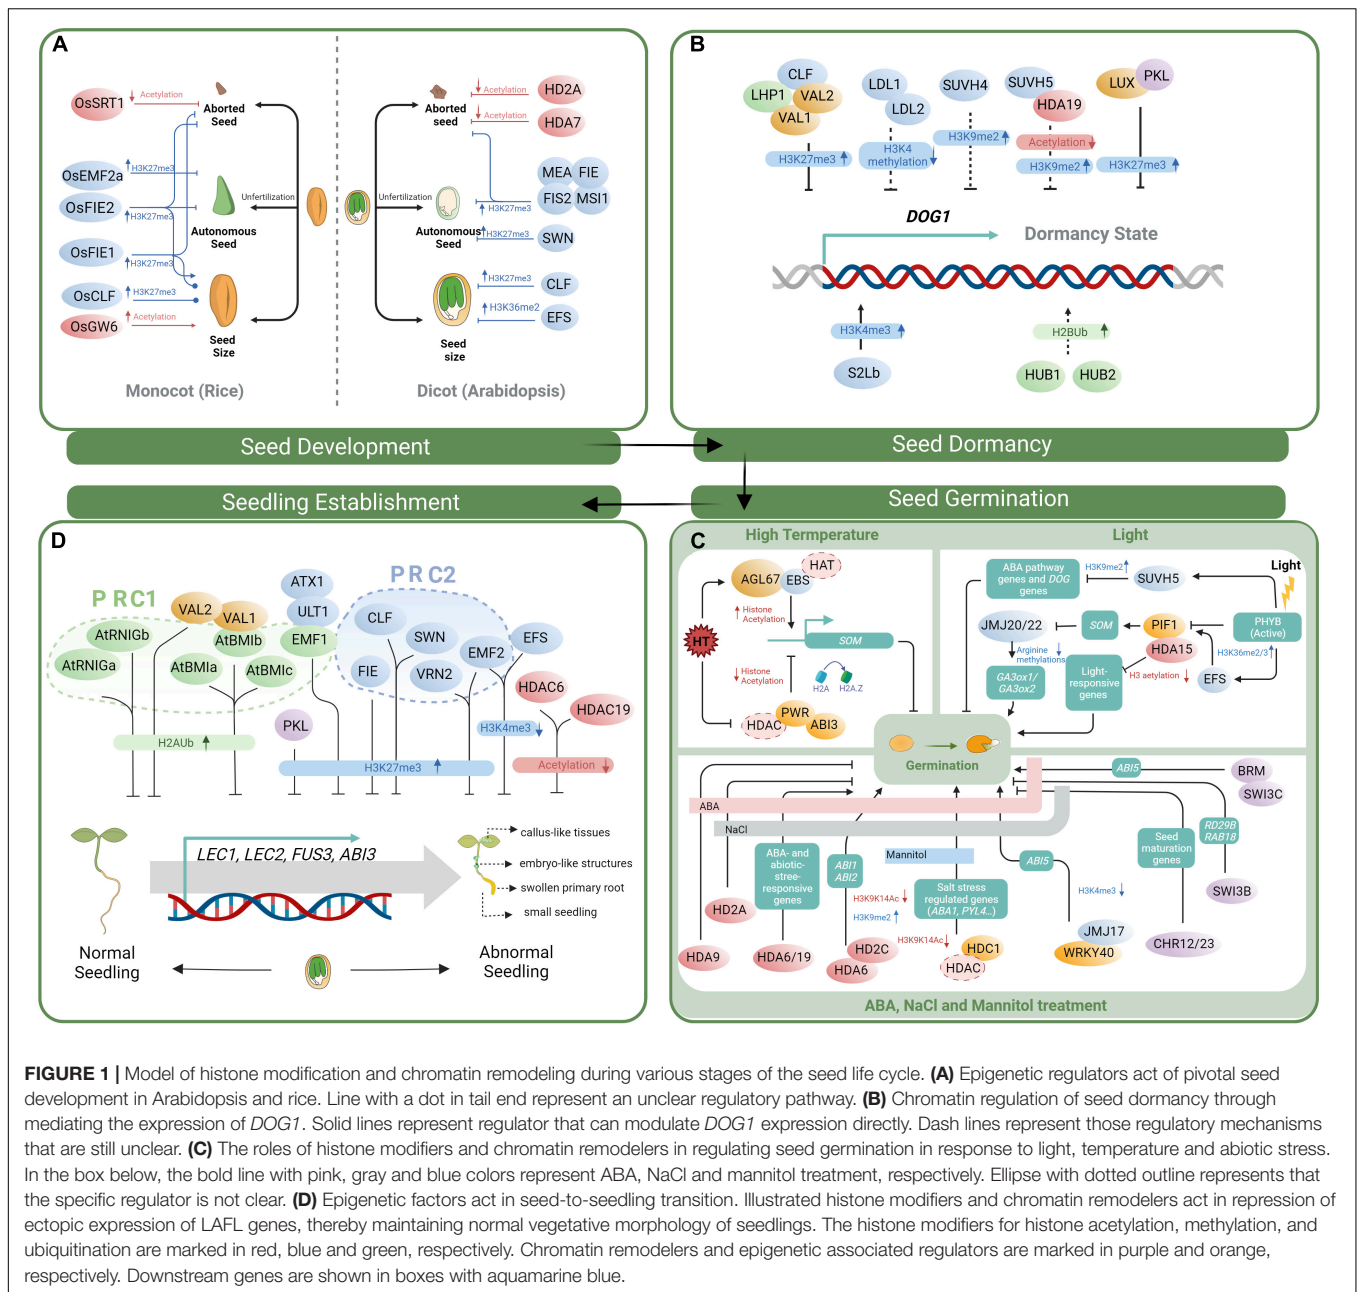 A
OsSRT1
Acetylation
Aborted
Seed
OsEMF2a
H3K27me3
OsFIE2
H3K27me3
Unfertilization
Autonomous
Seed
OsFIE1
H3K27me3
OsCLF
H3K27me3
OsGW6
Acetylation
Seed
Size
Monocot (Rice)
Aborted
seed
Acetylation
HD2A
Acetylation
HDA7
MEA
FIE
FIS2
MSI1
H3K27me3
Unfertilization
Autonomous
Seed
H3K27me3
SWN
H3K27me3
CLF
H3K36me2
EFS
Seed
size
Dicot (Arabidopsis)
Seed Development
B
CLF
LHP1
VAL2
VAL1
H3K27me3
LDL1
LDL2
H3K4
methylation
SUVH4
H3K9me2
SUVH5
HDA19
Acetylation
H3K9me2
LUX
PKL
H3K27me3
DOG1
Dormancy State
H3K4me3
S2Lb
H2BUb
HUB1
HUB2
Seed Dormancy
Seed Germination
C
High Termperature
Light
AGL67
EBS
HAT
Histone
Acetylation
HT
SOM
Histone
Acetylation
H2A
H2A.Z
HDAC
PWR
ABI3
ABA pathway
genes and DOG
genes
H3K9me2
SUVH5
Light
JMJ20/22
SOM
PIF1
HDA15
PHYB
(Active)
Arginine
methylations
H3K36me2/3
GA3ox1/
GA3ox2
Light-
responsive
genes
H3 aetylation
EFS
Germination
ABA
NaCl
Mannitol
ABI5
BRM
SWI3C
RD29B
RAB18
Seed
maturation
genes
SWI3B
ABA- and
abiotic-
stree-
responsive
genes
ABI1
ABI2
ABI5
H3K9K14Ac
H3K9me2
Salt stress
regulated genes
(ABA1, PYL4...)
H3K4me3
HD2A
H3K9K14Ac
HDA9
HDA6/19
HD2C
HDA6
HDC1
HDAC
JMJ17
WRKY40
CHR12/23
ABA, NaCl and Mannitol treatment
Seedling Establishment
D
PRC1
PRC2
ATX1
ULT1
VAL2
VAL1
AtRNIGb
AtBMIb
EMF1
AtRNIGa
AtBMIa
AtBMIc
CLF
SWN
EMF2
EFS
FIE
VRN2
HDAC6
HDAC19
PKL
H2AUb
H3K4me3
H3K27me3
Acetylation
LEC1, LEC2, FUS3, ABI3
callus-like tissues
embryo-like structures
swollen primary root
small seedling
Normal
Seedling
Abnormal
Seedling
FIGURE 1 | Model of histone modification and chromatin remodeling during various stages of the seed life cycle. (A) Epigenetic regulators act of pivotal seed
development in Arabidopsis and rice. Line with a dot in tail end represent an unclear regulatory pathway. (B) Chromatin regulation of seed dormancy through
mediating the expression of DOG1. Solid lines represent regulator that can modulate DOG1 expression directly. Dash lines represent those regulatory mechanisms
that are still unclear. (C) The roles of histone modifiers and chromatin remodelers in regulating seed germination in response to light, temperature and abiotic stress.
In the box below, the bold line with pink, gray and blue colors represent ABA, NaCl and mannitol treatment, respectively. Ellipse with dotted outline represents that
the specific regulator is not clear. (D) Epigenetic factors act in seed-to-seedling transition. Illustrated histone modifiers and chromatin remodelers act in repression of
ectopic expression of LAFL genes, thereby maintaining normal vegetative morphology of seedlings. The histone modifiers for histone acetylation, methylation, and
ubiquitination are marked in red, blue and green, respectively. Chromatin remodelers and epigenetic associated regulators are marked in purple and orange,
respectively. Downstream genes are shown in boxes with aquamarine blue.